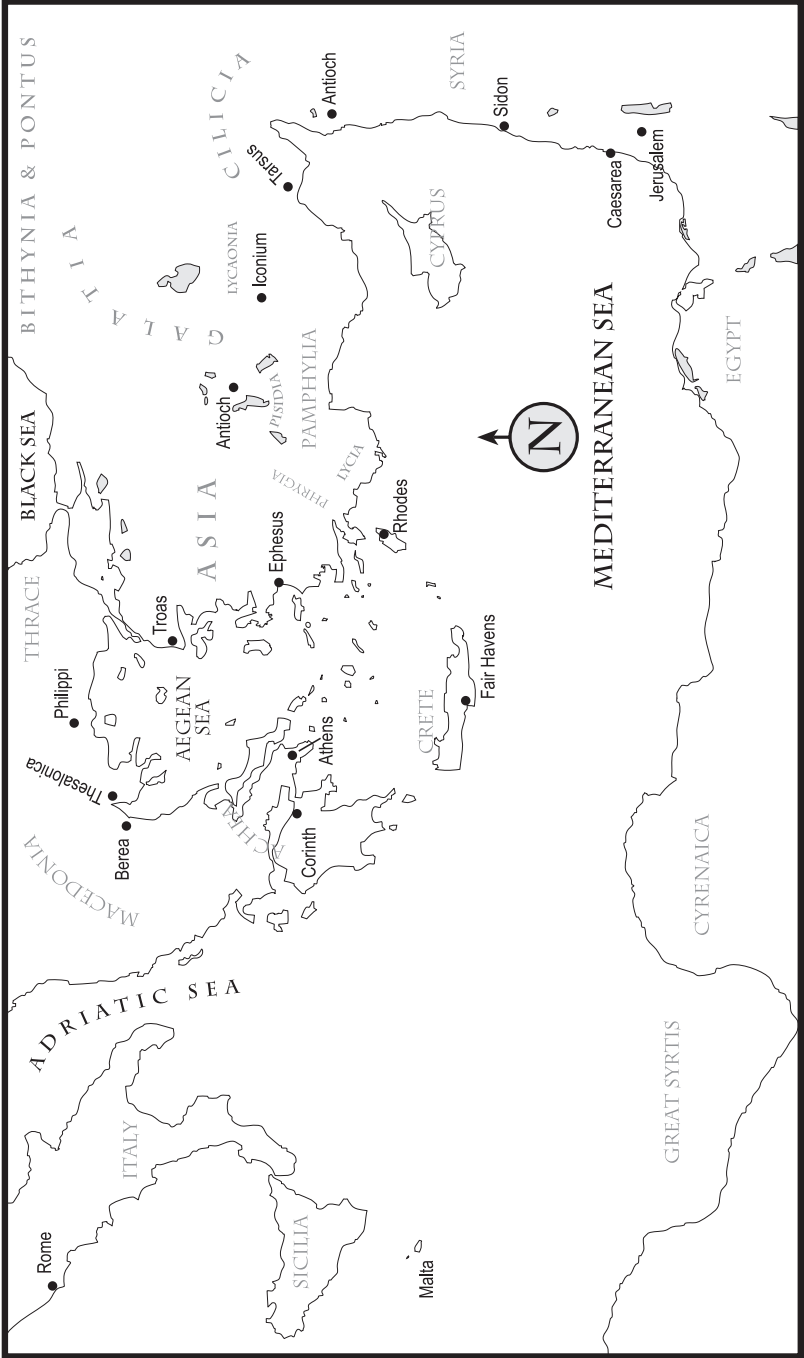 Rome
ITALY
SICILIA
Malta
ADRIATIC SEA
MACEDONIA
Berea
Thesalonica
Philippi
THRACE
BLACK SEA
BITHYNIA & PONTUS
AEGEAN
SEA
Troas
ASIA
GALATIA
CILICIA
ACHEA
Corinth
Athens
Ephesus
PHRYGIA
LYCIA
Antioch
PISIDIA
PAMPHYLIA
LYCAONIA
Iconium
Tarsus
Antioch
SYRIA
Rhodes
CRETE
Fair Havens
CYPRUS
Sidon
N
MEDITERRANEAN SEA
Caesarea
Jerusalem
GREAT SYRTIS
CYRENAICA
EGYPT